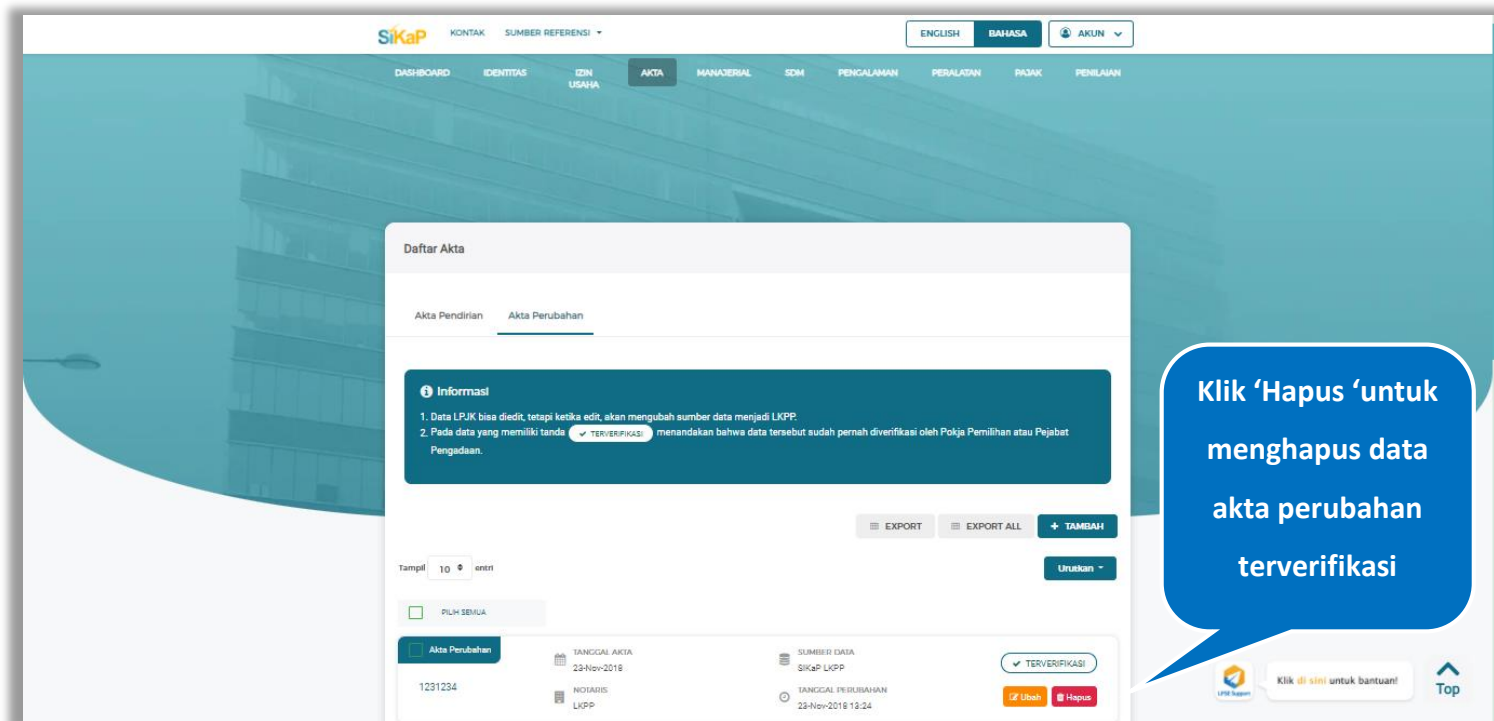 SiKaP KONTAK SUMBER REFERENSI ENGLISH BAHASA AKUN
DASHBOARD IDENTITAS IZIN USAHA AKTA MANAJERIAL SDM PENGALAMAN PERALATAN PAJAK PENILAIAN
Daftar Akta
Akta Pendirian Akta Perubahan
Informasi
1. Data LPJK bisa diedit, tetapi ketika edit, akan mengubah sumber data menjadi LKPP.
2. Pada data yang memiliki tanda TERVERIFIKASI menandakan bahwa data tersebut sudah pernah diverifikasi oleh Pokja Pemilihan atau Pejabat
Pengadaan.
Klik ‘Hapus ‘untuk
menghapus data
akta perubahan
terverifikasi
EXPORT EXPORT ALL + TAMBAH
Tampil 10 entri Urutkan
PILIH SEMUA
Akta Perubahan
1231234
TANGGAL AKTA
23-Nov-2018
NOTARIS
LKPP
SUMBER DATA
SIKaP LKPP
TANGGAL PERUBAHAN
23-Nov-2018 13:24
TERVERIFIKASI
Ubah Hapus
LPSE Support
Klik di sini untuk bantuan!
Top